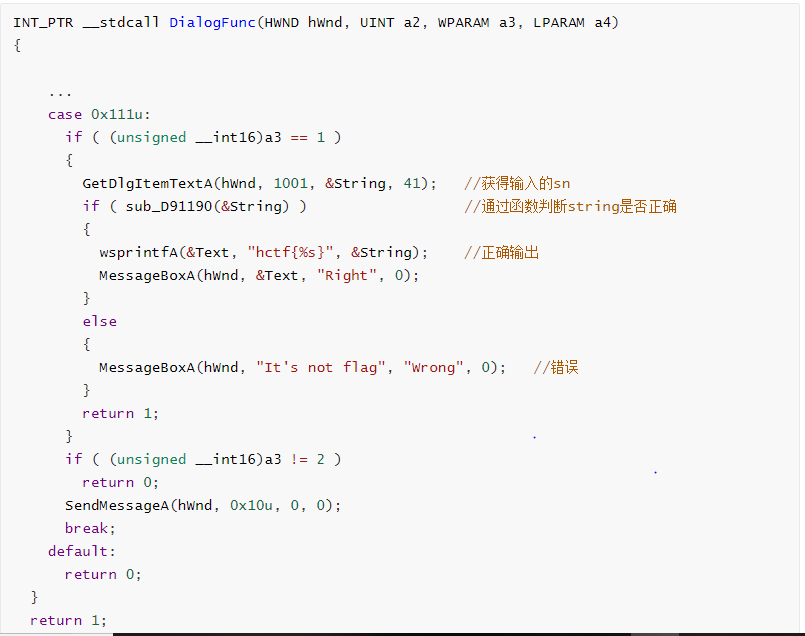 INT_PTR __stdcall DialogFunc(HWND hWnd, UINT a2, WPARAM a3, LPARAM a4)
{
...
case 0x111u:
if ( (unsigned __int16)a3 == 1 )
{
GetDlgItemTextA(hWnd, 1001, &String, 41); //获得输入的sn
if ( sub_D91190(&String) ) //通过函数判断string是否正确
{
wsprintfA(&Text, "hctf{%s}", &String); //正确输出
MessageBoxA(hWnd, &Text, "Right", 0);
}
else
{
MessageBoxA(hWnd, "It's not flag", "Wrong", 0); //错误
}
return 1;
}
if ( (unsigned __int16)a3 != 2 )
return 0;
SendMessageA(hWnd, 0x10u, 0, 0);
break;
default:
return 0;
}
return 1;